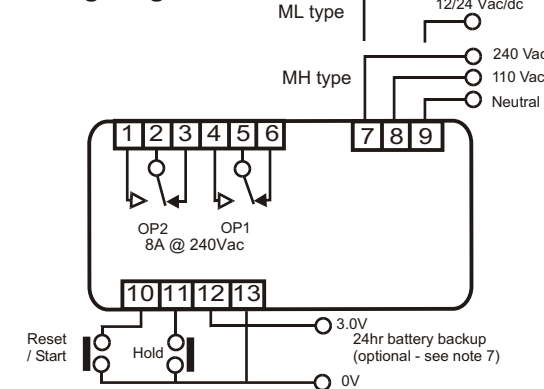 12/24 Vac/dc
ML type
240 Vac
MH type
110 Vac
Neutral
1 2 3 4 5 6
7 8 9
OP2
OP1
8A @ 240Vac
10 11 12 13
3.0V
Reset
/ Start
Hold
24hr battery backup
(optional - see note 7)
0V